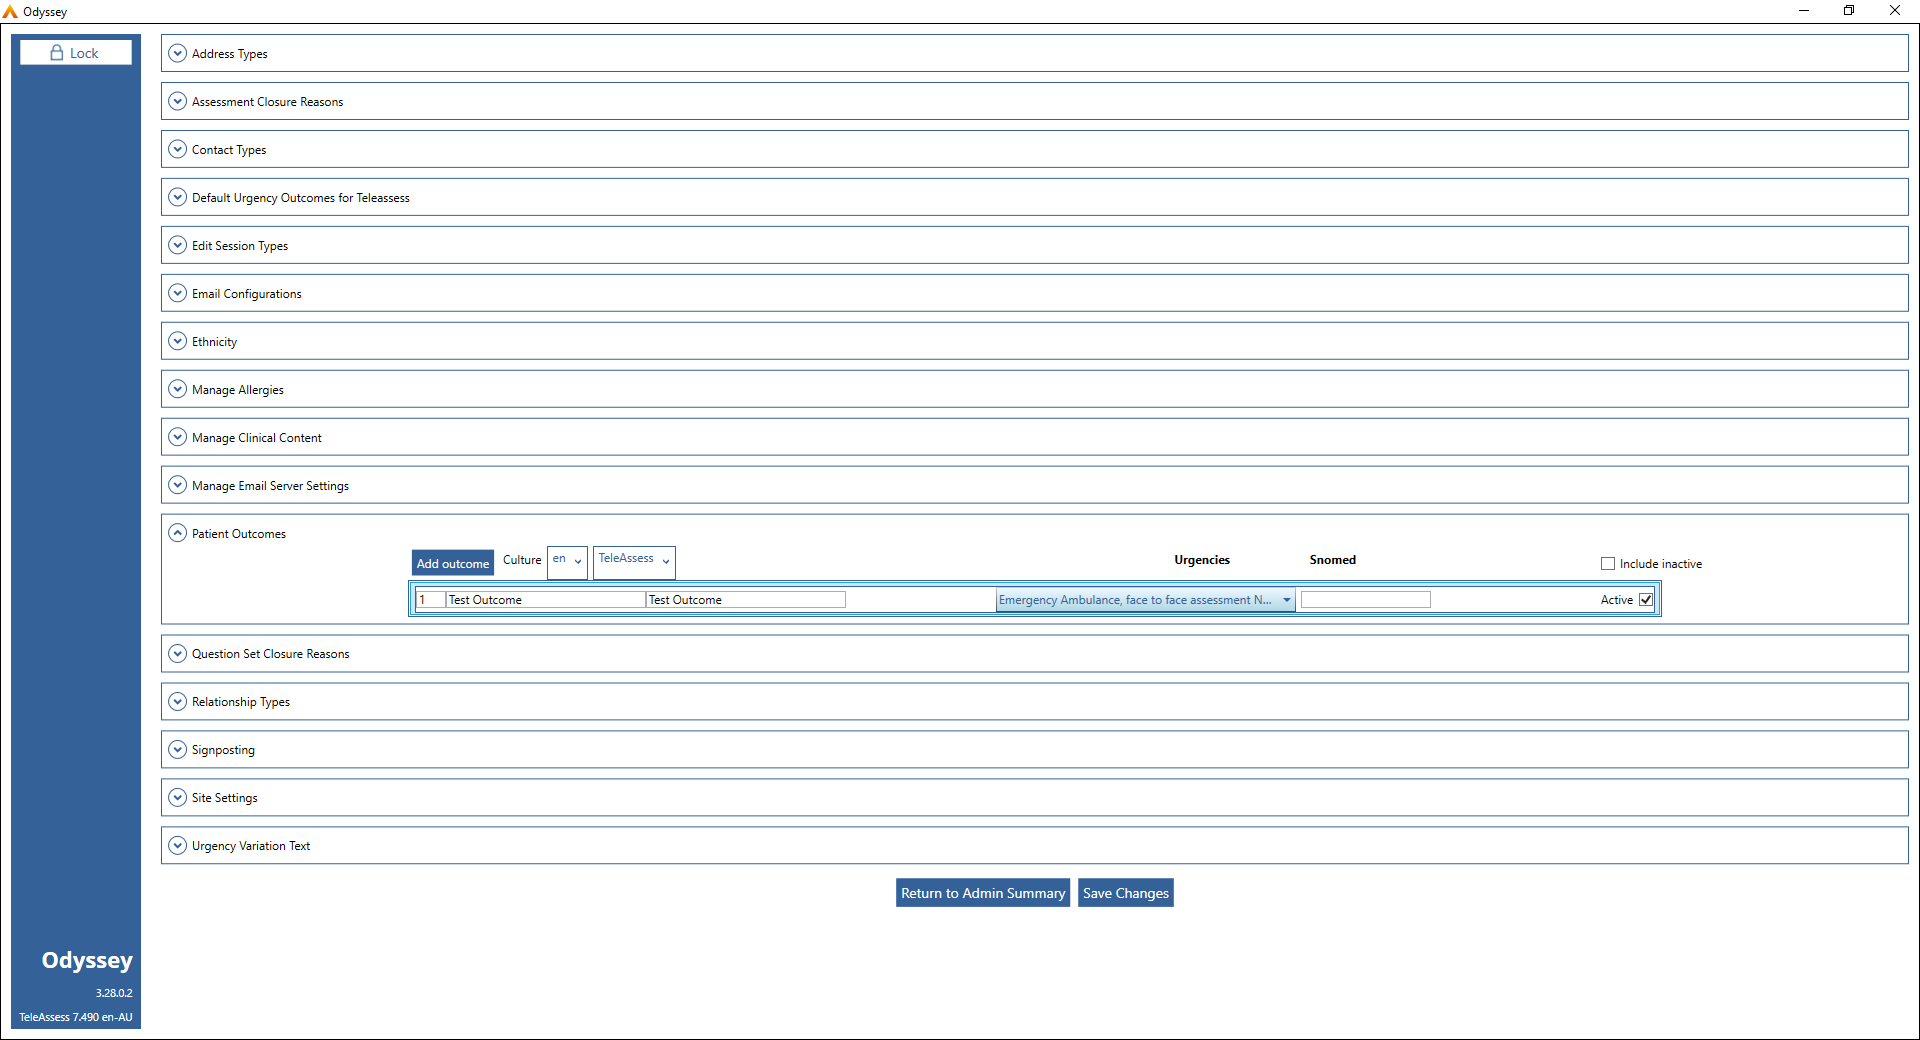 Odyssey
Lock
Address Types
Assessment Closure Reasons
Contact Types
Default Urgency Outcomes for Teleassess
Edit Session Types
Email Configurations
Ethnicity
Manage Allergies
Manage Clinical Content
Manage Email Server Settings
Patient Outcomes
Add outcome Culture en TeleAssess Urgencies Snomed Include inactive
1 Test Outcome Test Outcome Emergency Ambulance, face to face assessment N... Active
Question Set Closure Reasons
Relationship Types
Signposting
Site Settings
Urgency Variation Text
Return to Admin Summary Save Changes
Odyssey
3.28.0.2
TeleAssess 7.490 en-AU